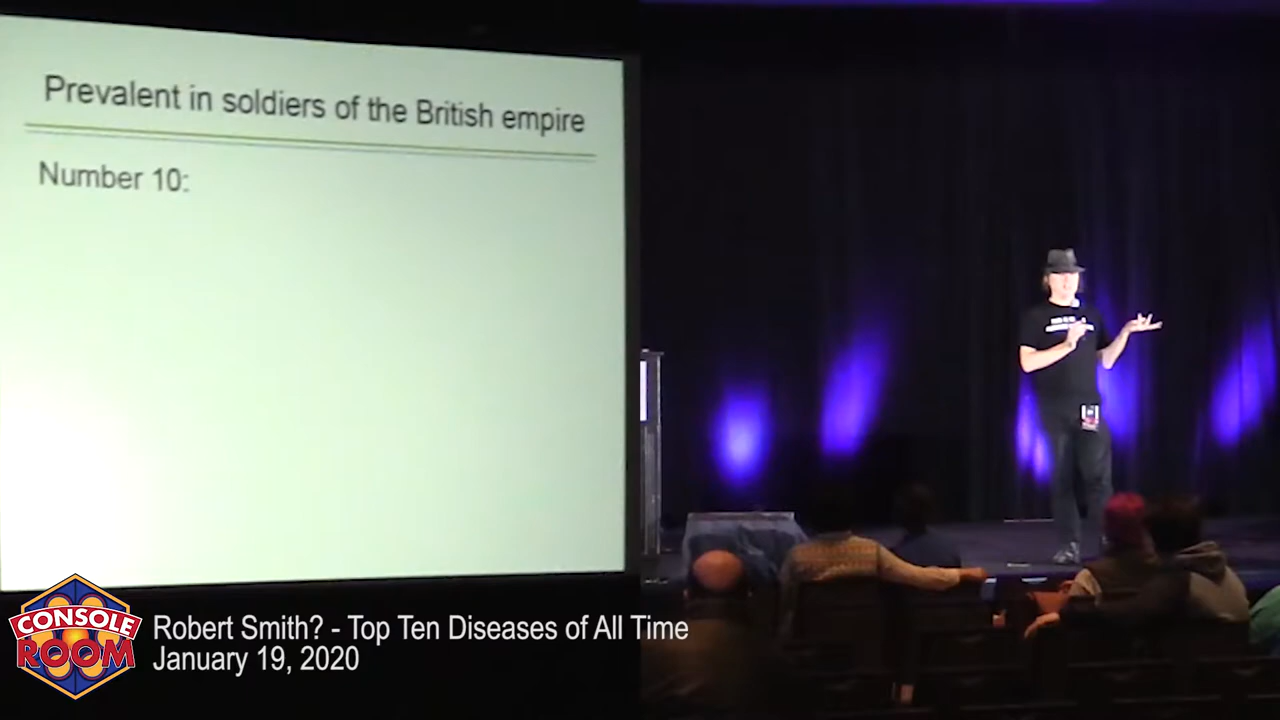 Prevalent in soldiers of the British empire
Number 10:
CONSOLE
ROOM
Robert Smith? - Top Ten Diseases of All Time
January 19, 2020